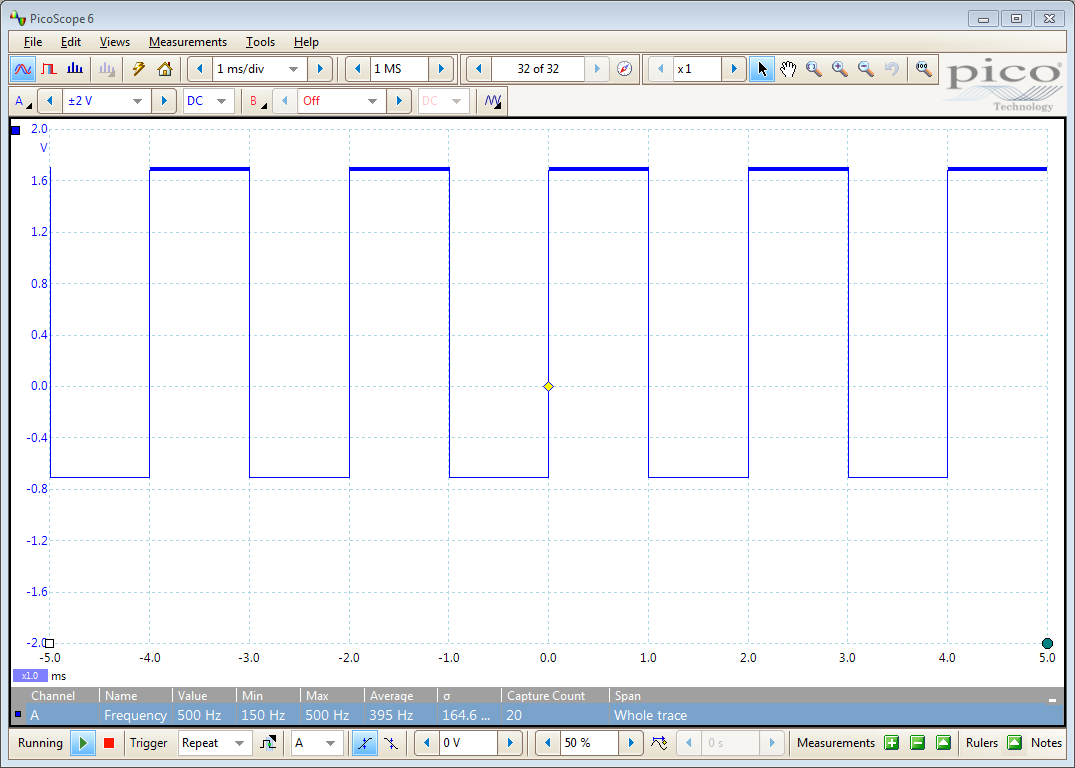 PicoScope 6
File Edit Views Measurements Tools Help
1 ms/div 1 MS 32 of 32 x1
pico
Technology
A ±2 V DC B Off DC
2.0
V
1.6
1.2
0.8
0.4
0.0
-0.4
-0.8
-1.2
-1.6
-2.0
-5.0 -4.0 -3.0 -2.0 -1.0 0.0 1.0 2.0 3.0 4.0 5.0
x1.0 ms
Channel Name Value Min Max Average σ Capture Count Span
A Frequency 500 Hz 150 Hz 500 Hz 395 Hz 164.6 ... 20 Whole trace
Running Trigger Repeat A 0 V 50 % 0 s Measurements Rulers Notes